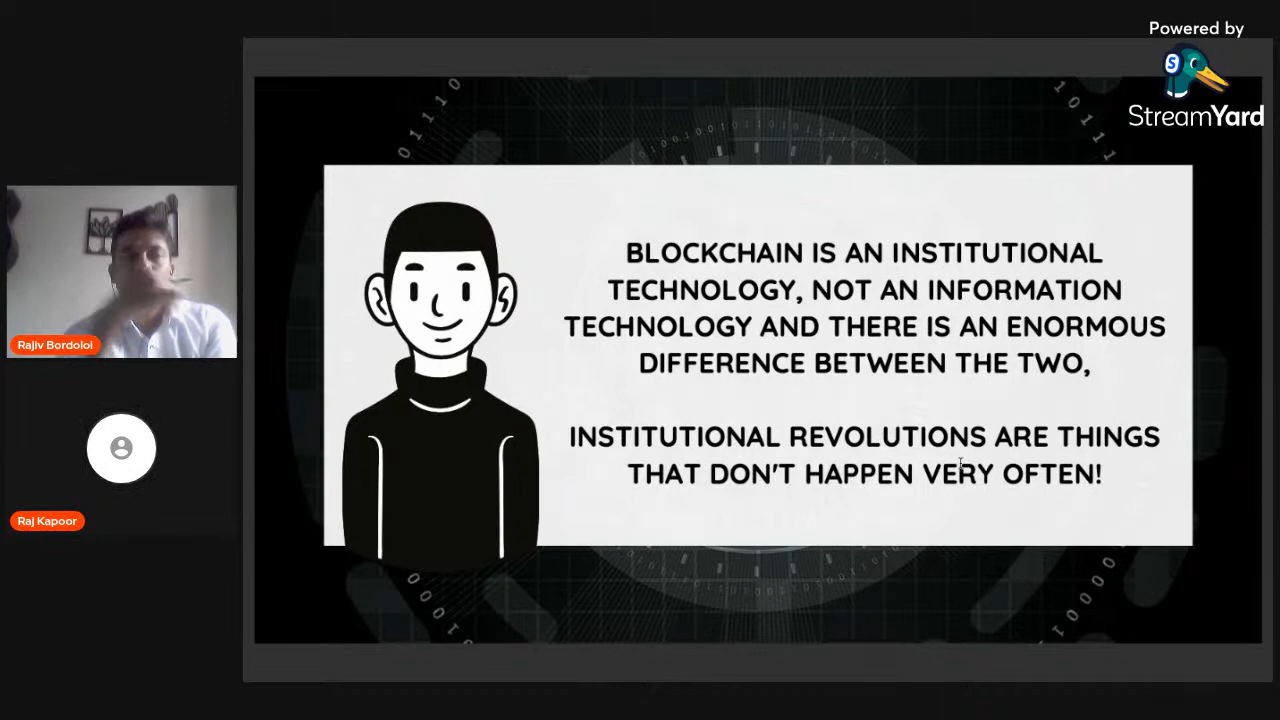 Powered by
StreamYard
BLOCKCHAIN IS AN INSTITUTIONAL
TECHNOLOGY, NOT AN INFORMATION
TECHNOLOGY AND THERE IS AN ENORMOUS
DIFFERENCE BETWEEN THE TWO,
INSTITUTIONAL REVOLUTIONS ARE THINGS
THAT DON'T HAPPEN VERY OFTEN!
Rajiv Bordoloi
Raj Kapoor